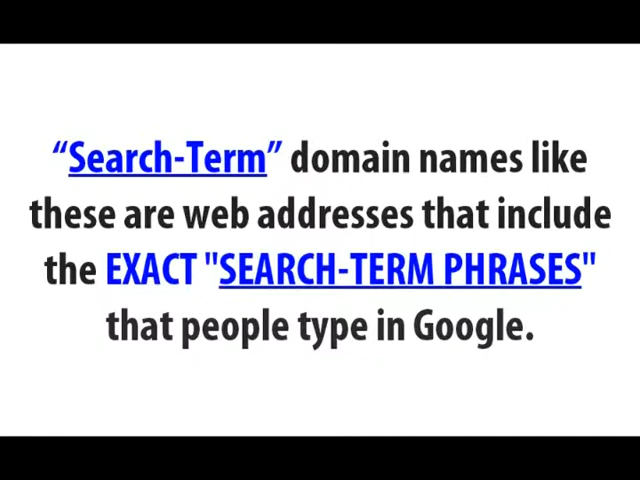 “Search-Term” domain names like
these are web addresses that include
the EXACT "SEARCH-TERM PHRASES"
that people type in Google.